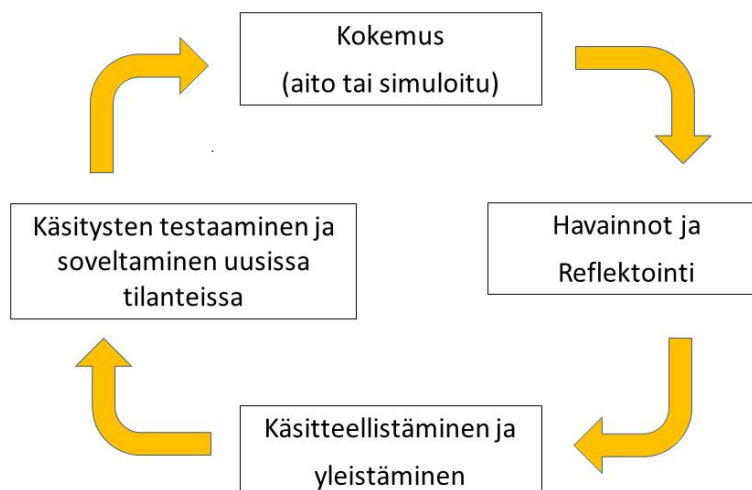 Kokemus
(aito tai simuloitu)
Havainnot ja
Reflektointi
Käsitteellistäminen ja
yleistäminen
Käsitysten testaaminen ja
soveltaminen uusissa
tilanteissa